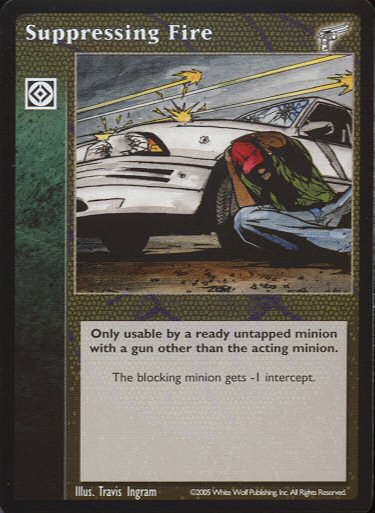 Suppressing Fire
Only usable by a ready untapped minion
with a gun other than the acting minion.
The blocking minion gets -1 intercept.
Illus. Travis Ingram
©2005 White Wolf Publishing, Inc. All Rights Reserved.